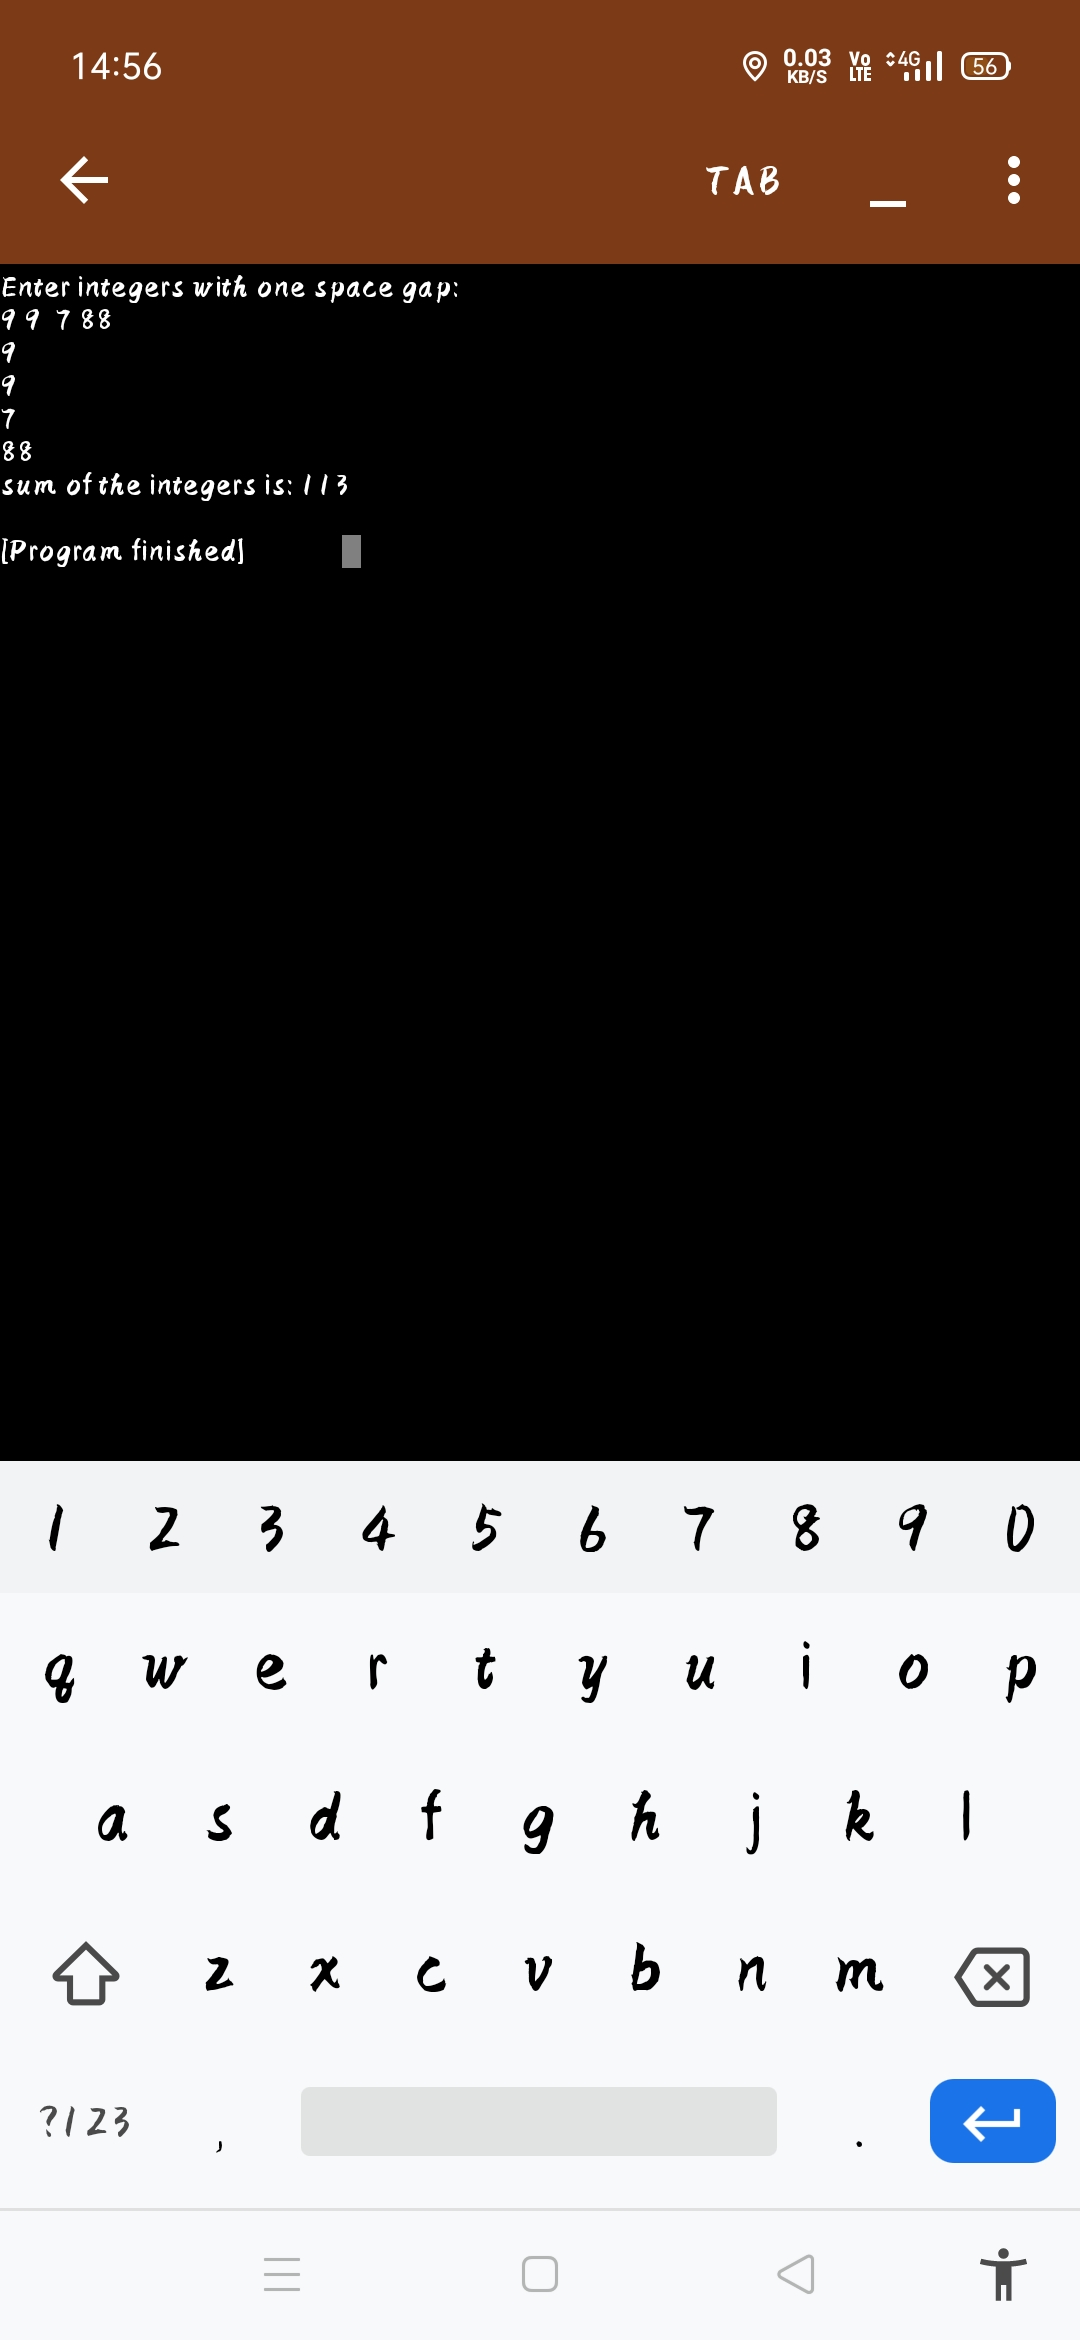 14:56 0.03 KB/S Vo LTE 4G 56
TAB
Enter integers with one space gap:
9 9 7 88
9
9
7
88
sum of the integers is: 113
[Program finished]
1 2 3 4 5 6 7 8 9 0
q w e r t y u i o p
a s d f g h j k l
z x c v b n m
?123 , .